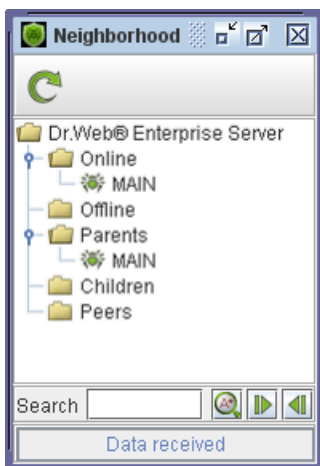 Neighborhood
Dr.Web® Enterprise Server
Online
MAIN
Offline
Parents
MAIN
Children
Peers
Search
Data received